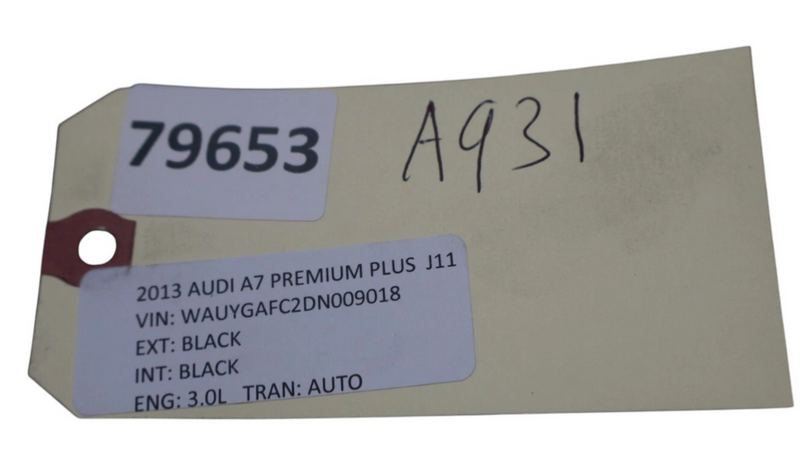 79653
A931
2013 AUDI A7 PREMIUM PLUS J11
VIN: WAUYGAFC2DN009018
EXT: BLACK
INT: BLACK
ENG: 3.0L TRAN: AUTO